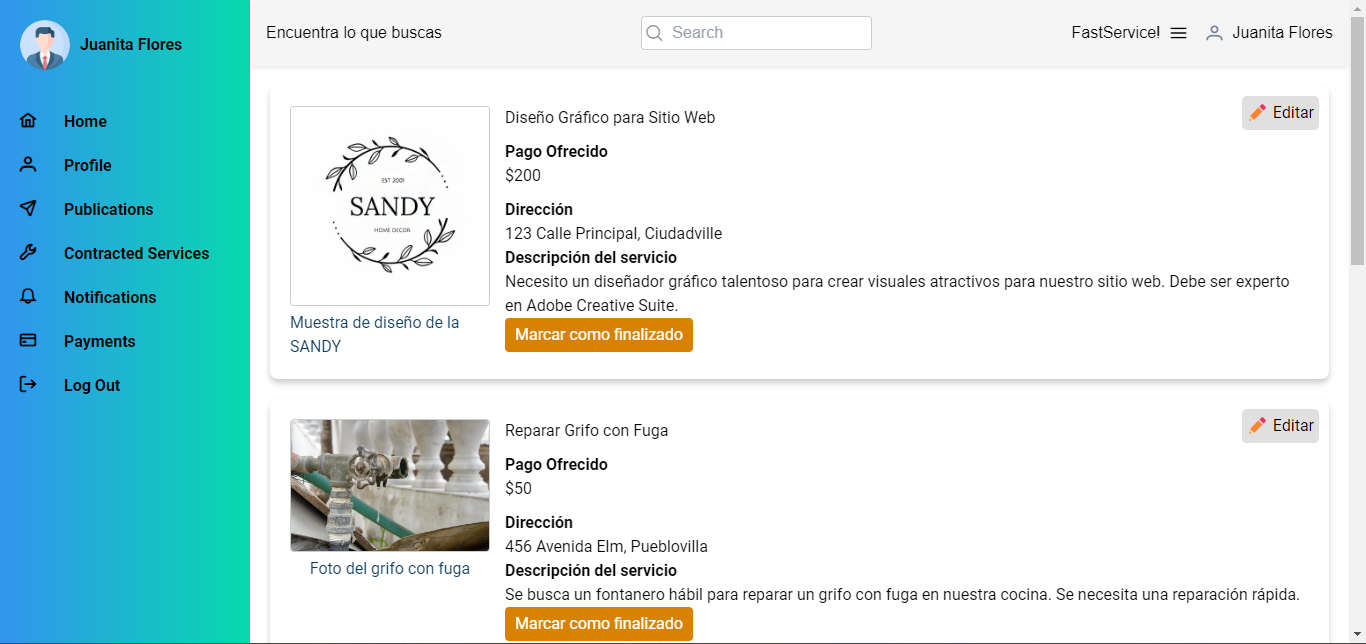 Juanita Flores
Home
Profile
Publications
Contracted Services
Notifications
Payments
Log Out
Encuentra lo que buscas
Search
FastService!
Juanita Flores
EST 2001
SANDY
HOME DECOR
Muestra de diseño de la
SANDY
Diseño Gráfico para Sitio Web
Editar
Pago Ofrecido
$200
Dirección
123 Calle Principal, Ciudadville
Descripción del servicio
Necesito un diseñador gráfico talentoso para crear visuales atractivos para nuestro sitio web. Debe ser experto
en Adobe Creative Suite.
Marcar como finalizado
Foto del grifo con fuga
Reparar Grifo con Fuga
Editar
Pago Ofrecido
$50
Dirección
456 Avenida Elm, Pueblovilla
Descripción del servicio
Se busca un fontanero hábil para reparar un grifo con fuga en nuestra cocina. Se necesita una reparación rápida.
Marcar como finalizado